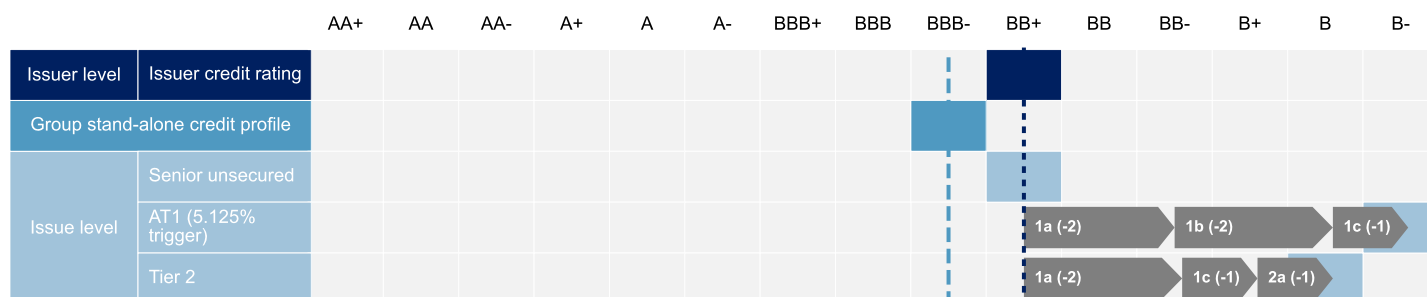 AA+ AA AA- A+ A A- BBB+ BBB BBB- BB+ BB BB- B+ B B-
Issuer level Issuer credit rating
Group stand-alone credit profile
Issue level
Senior unsecured
AT1 (5.125%
trigger)
1a (-2) 1b (-2) 1c (-1)
Tier 2
1a (-2) 1c (-1) 2a (-1)